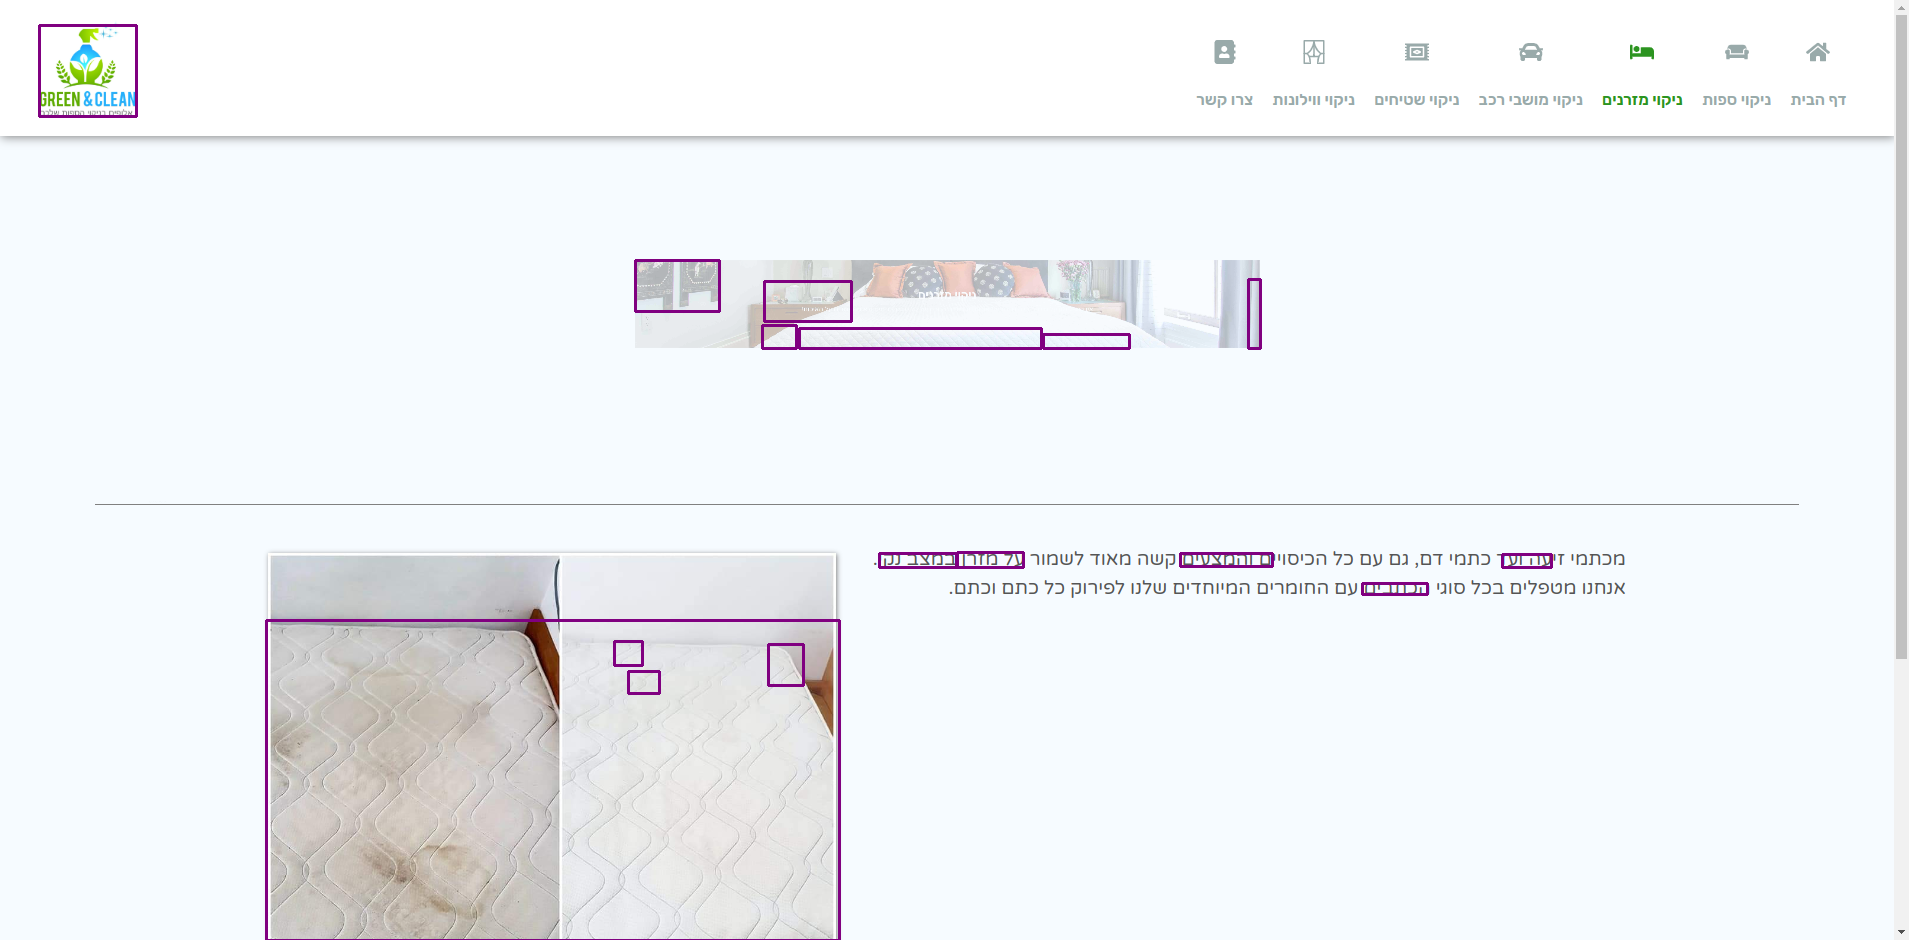 GREEN & CLEAN
אלופים בניקוי הספות שלכם
דף הבית
ניקוי ספות
ניקוי מזרנים
ניקוי מושבי רכב
ניקוי שטיחים
ניקוי ווילונות
צרו קשר
ניקוי מזרנים
מכתמי זיעה ועד כתמי דם, גם עם כל הכיסויים והמצעים קשה מאוד לשמור על מזרן במצב נקי.
אנחנו מטפלים בכל סוגי הכתמים עם החומרים המיוחדים שלנו לפירוק כל כתם וכתם.